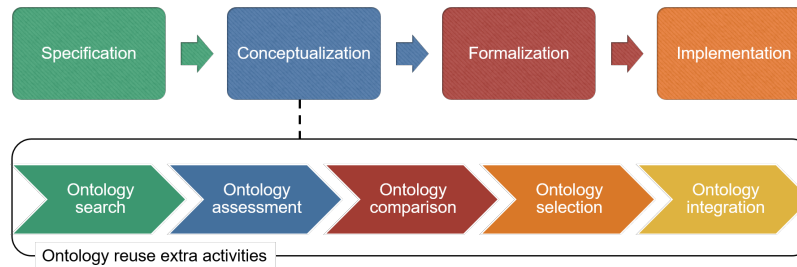 Specification
Conceptualization
Formalization
Implementation
Ontology
search
Ontology
assessment
Ontology
comparison
Ontology
selection
Ontology
integration
Ontology reuse extra activities